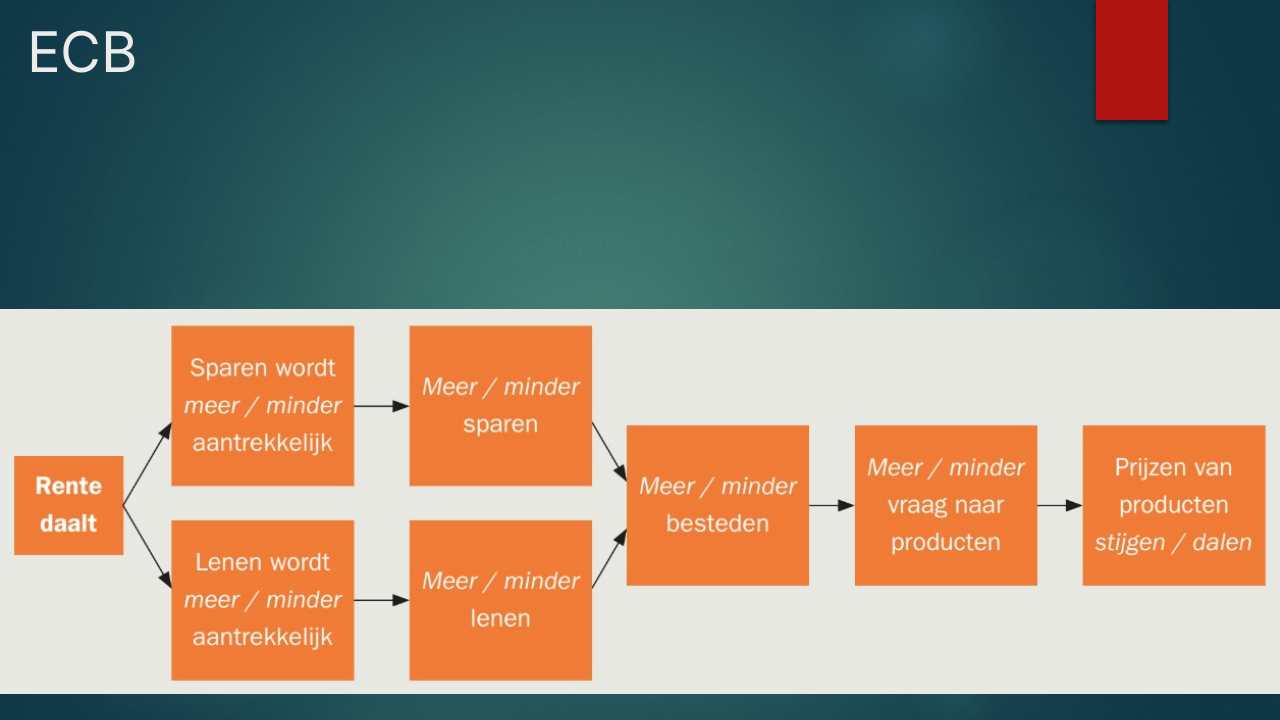 ECB
Rente
daalt
Sparen wordt
meer / minder
aantrekkelijk
Meer / minder
sparen
Lenen wordt
meer / minder
aantrekkelijk
Meer / minder
lenen
Meer / minder
besteden
Meer / minder
vraag naar
producten
Prijzen van
producten
stijgen / dalen